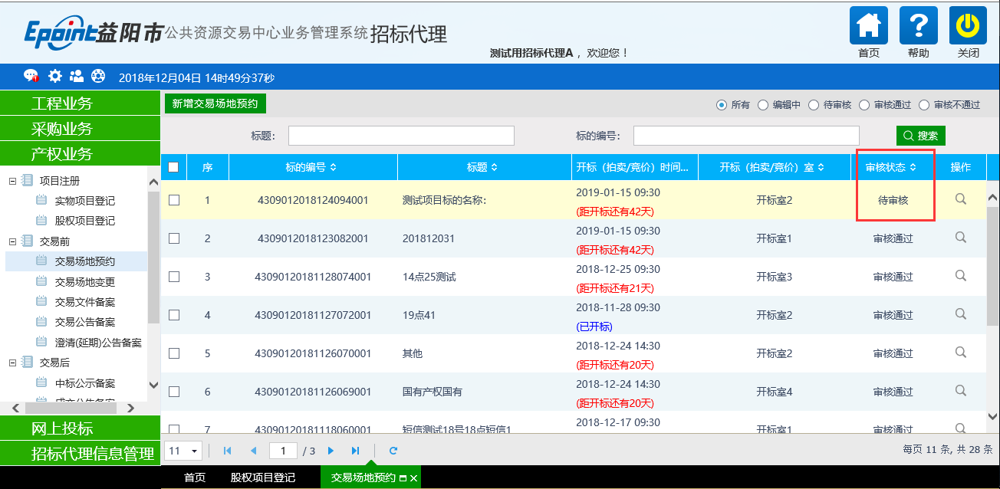 Epoint益阳市公共资源交易中心业务管理系统 招标代理
测试用招标代理A ，欢迎您！
首页 帮助 关闭
2018年12月04日 14时49分37秒
工程业务
采购业务
产权业务
项目注册
实物项目登记
股权项目登记
交易前
交易场地预约
交易场地变更
交易文件备案
交易公告备案
澄清(延期)公告备案
交易后
中标公示备案
成交公告备案
网上投标
招标代理信息管理
新增交易场地预约
所有 编辑中 待审核 审核通过 审核不通过
标题: 标的编号: 搜索
序 标的编号 标题 开标（拍卖/竞价）时间... 开标（拍卖/竞价）室 审核状态 操作
1 4309012018124094001 测试项目标的名称: 2019-01-15 09:30 开标室2 待审核
(距开标还有42天)
2 4309012018123082001 201812031 2019-01-15 09:30 开标室1 审核通过
(距开标还有42天)
3 43090120181128074001 14点25测试 2018-12-25 09:30 开标室3 审核通过
(距开标还有21天)
4 43090120181127072001 19点41 2018-11-28 09:30 开标室2 审核通过
(已开标)
5 43090120181126070001 其他 2018-12-24 14:30 开标室2 审核通过
(距开标还有20天)
6 43090120181126069001 国有产权国有 2018-12-24 14:30 开标室4 审核通过
(距开标还有20天)
7 43090120181118060001 短信测试18号18点短信1 2018-12-17 09:30 开标室1 审核通过
11 1 / 3 每页 11 条, 共 28 条
首页 股权项目登记 交易场地预约